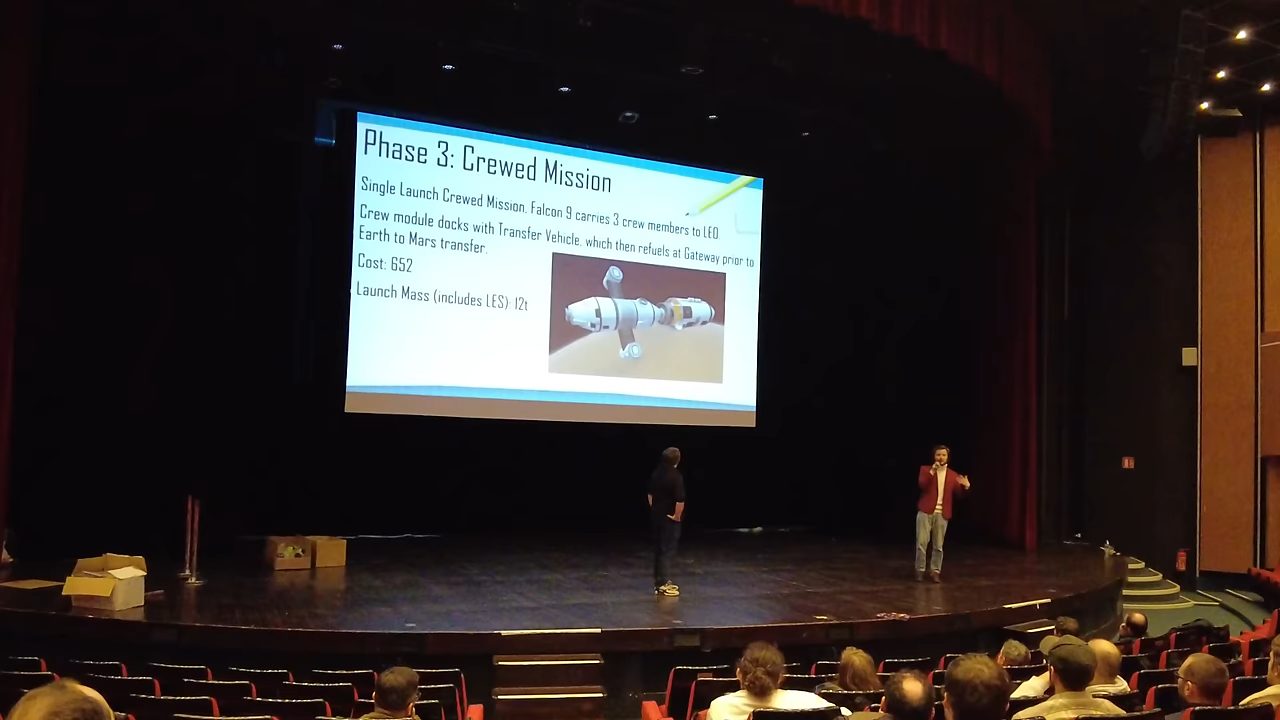 Phase 3: Crewed Mission
Single Launch Crewed Mission, Falcon 9 carries 3 crew members to LEO
Crew module docks with Transfer Vehicle, which then refuels at Gateway prior to
Earth to Mars transfer.
Cost: 652
Launch Mass (includes LES): 12t